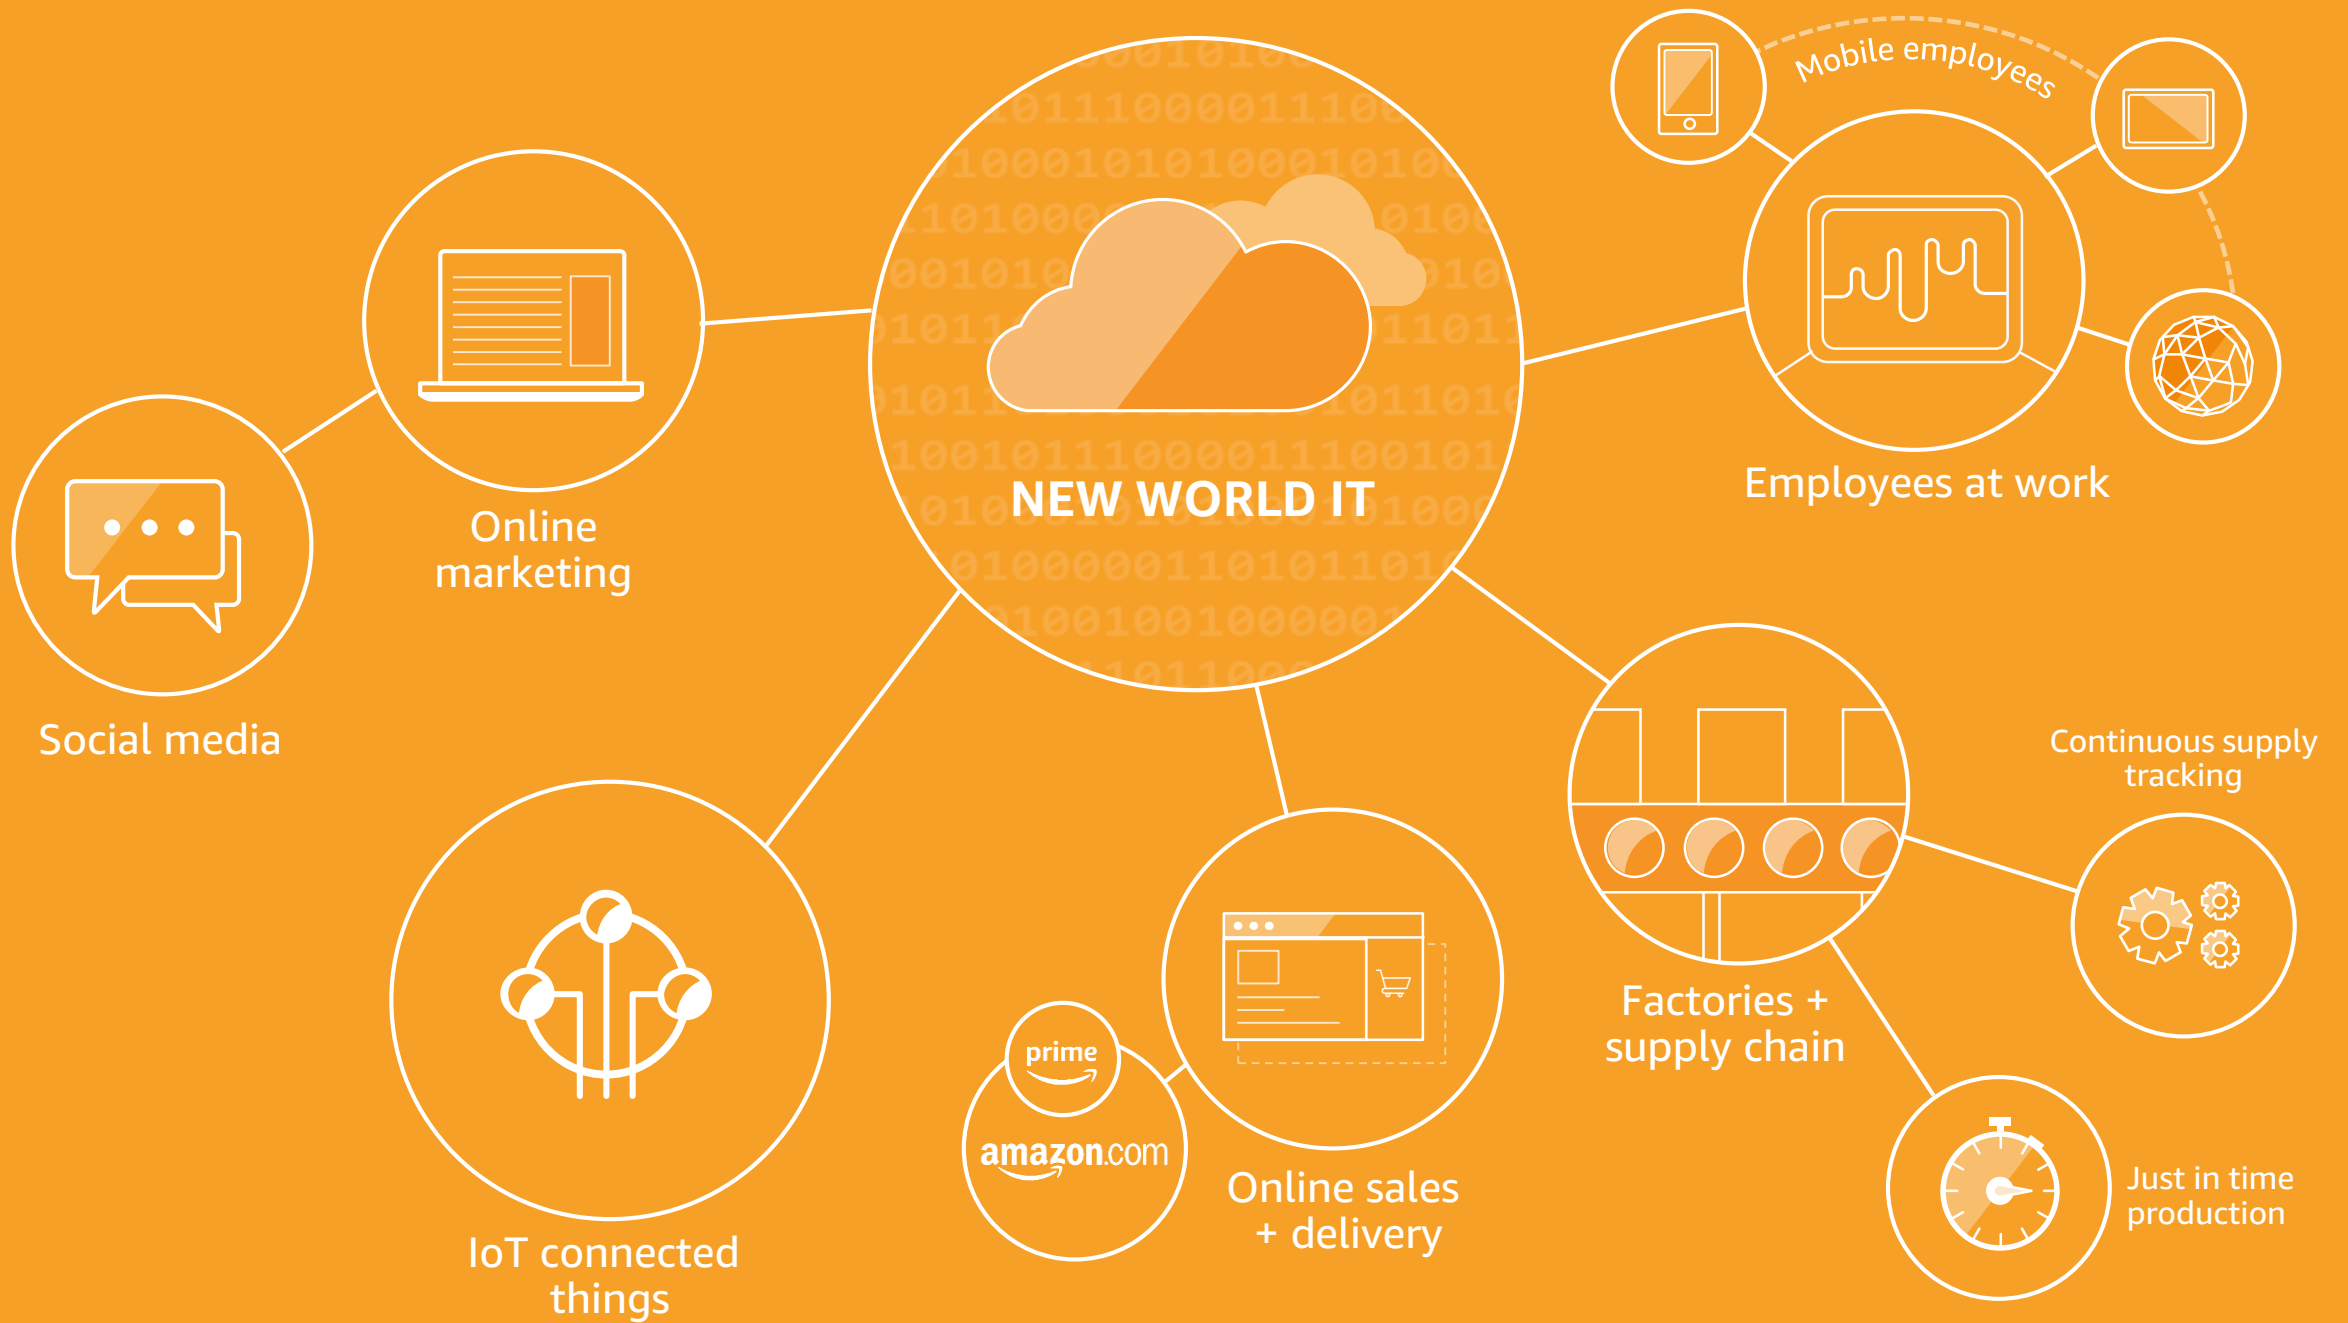 Mobile employees
NEW WORLD IT
Employees at work
Online
marketing
Social media
Continuous supply
tracking
Factories +
supply chain
prime
amazon.com
Online sales
+ delivery
Just in time
production
IoT connected
things